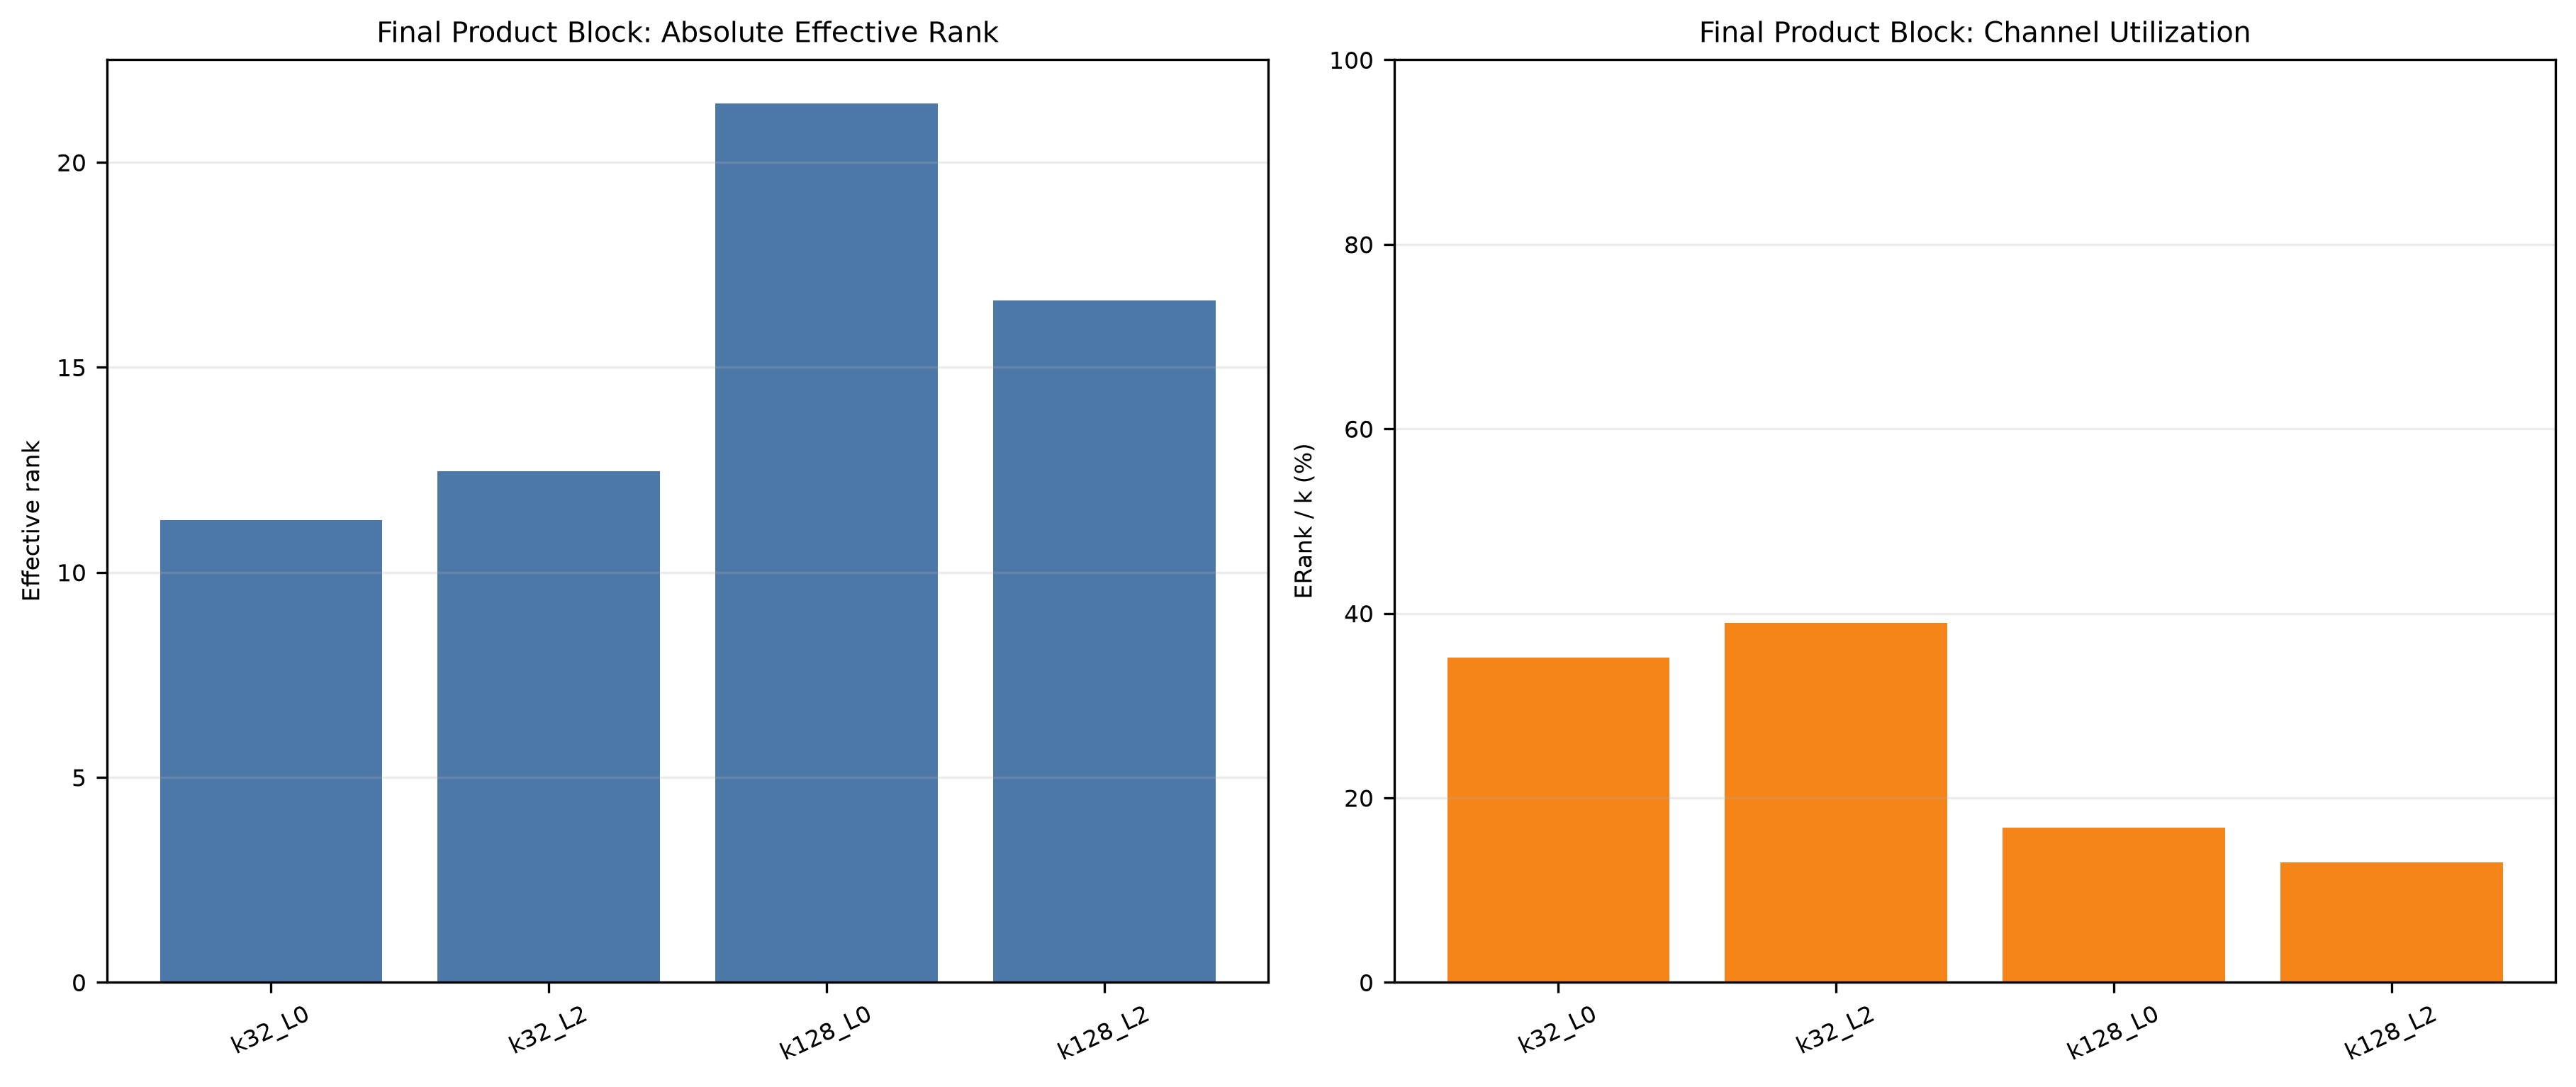 Final Product Block: Absolute Effective Rank
Effective rank
20
15
10
5
0
k32_L0
k32_L2
k128_L0
k128_L2
Final Product Block: Channel Utilization
ERank / k (%)
100
80
60
40
20
0
k32_L0
k32_L2
k128_L0
k128_L2